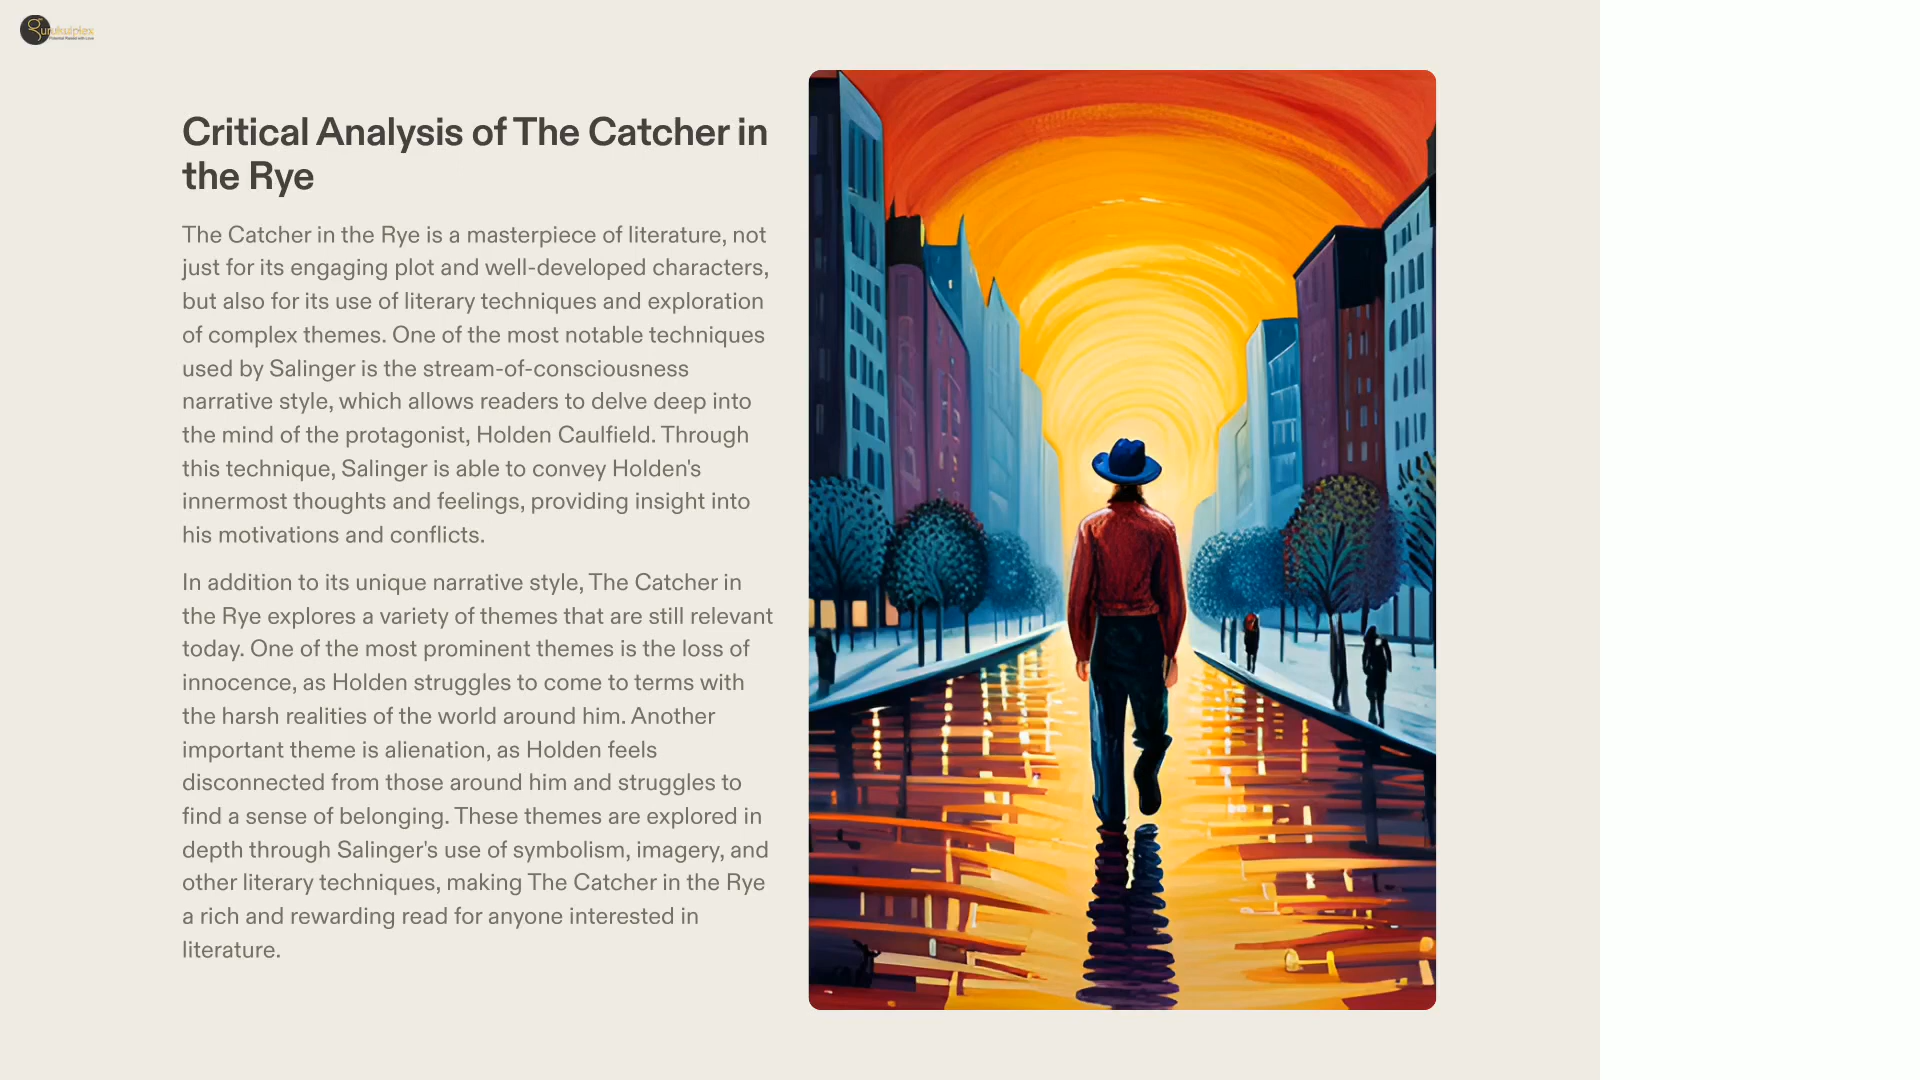 Critical Analysis of The Catcher in
the Rye
The Catcher in the Rye is a masterpiece of literature, not
just for its engaging plot and well-developed characters,
but also for its use of literary techniques and exploration
of complex themes. One of the most notable techniques
used by Salinger is the stream-of-consciousness
narrative style, which allows readers to delve deep into
the mind of the protagonist, Holden Caulfield. Through
this technique, Salinger is able to convey Holden's
innermost thoughts and feelings, providing insight into
his motivations and conflicts.
In addition to its unique narrative style, The Catcher in
the Rye explores a variety of themes that are still relevant
today. One of the most prominent themes is the loss of
innocence, as Holden struggles to come to terms with
the harsh realities of the world around him. Another
important theme is alienation, as Holden feels
disconnected from those around him and struggles to
find a sense of belonging. These themes are explored in
depth through Salinger's use of symbolism, imagery, and
other literary techniques, making The Catcher in the Rye
a rich and rewarding read for anyone interested in
literature.